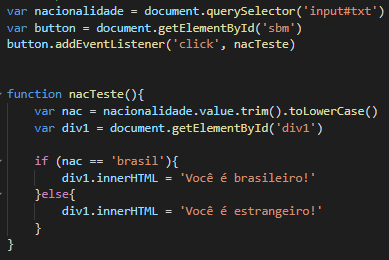 var nacionalidade = document.querySelector('input#txt')
var button = document.getElementById('sbm')
button.addEventListener('click', nacTeste)
function nacTeste(){
    var nac = nacionalidade.value.trim().toLowerCase()
    var div1 = document.getElementById('div1')
    if (nac == 'brasil'){
        div1.innerHTML = 'Você é brasileiro!'
    }else{
        div1.innerHTML = 'Você é estrangeiro!'
    }
}